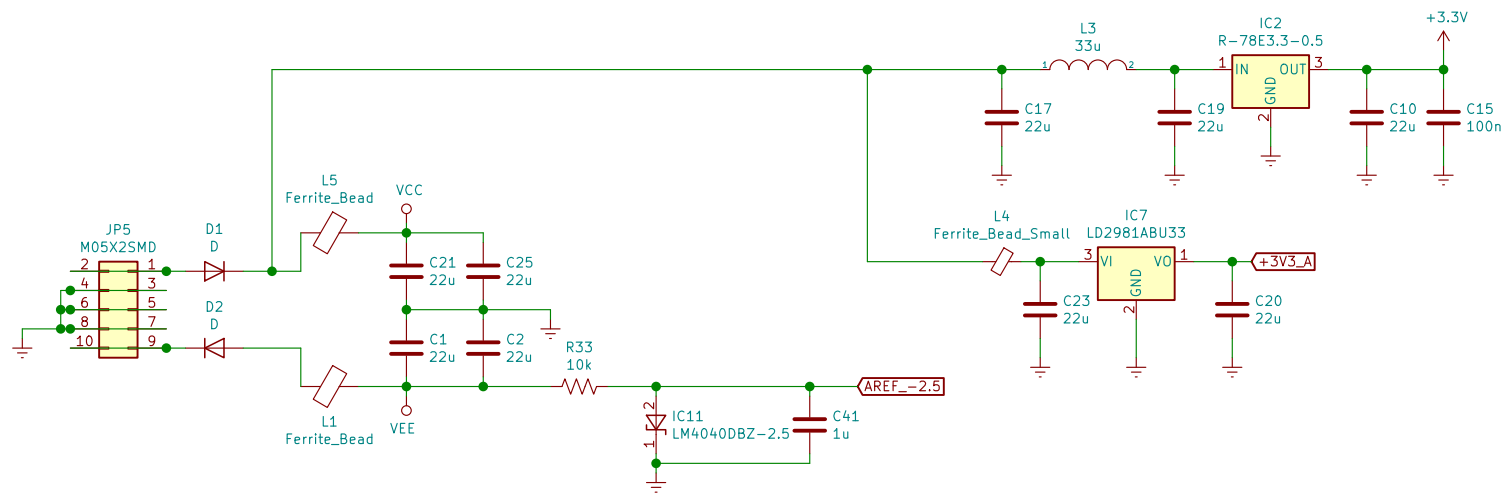 +3.3V
IC2
R-78E3.3-0.5
L3
33u
1
2
1
IN
OUT
3
GND
2
C17
22u
C19
22u
C10
22u
C15
100n
L5
Ferrite_Bead
VCC
L4
Ferrite_Bead_Small
IC7
LD2981ABU33
3
VI
VO
1
+3V3_A
GND
2
C23
22u
C20
22u
JP5
M05X2SMD
2
1
4
3
6
5
8
7
10
9
D1
D
D2
D
C21
22u
C25
22u
C1
22u
C2
22u
R33
10k
AREF_-2.5
L1
Ferrite_Bead
VEE
2
1
IC11
LM4040DBZ-2.5
C41
1u